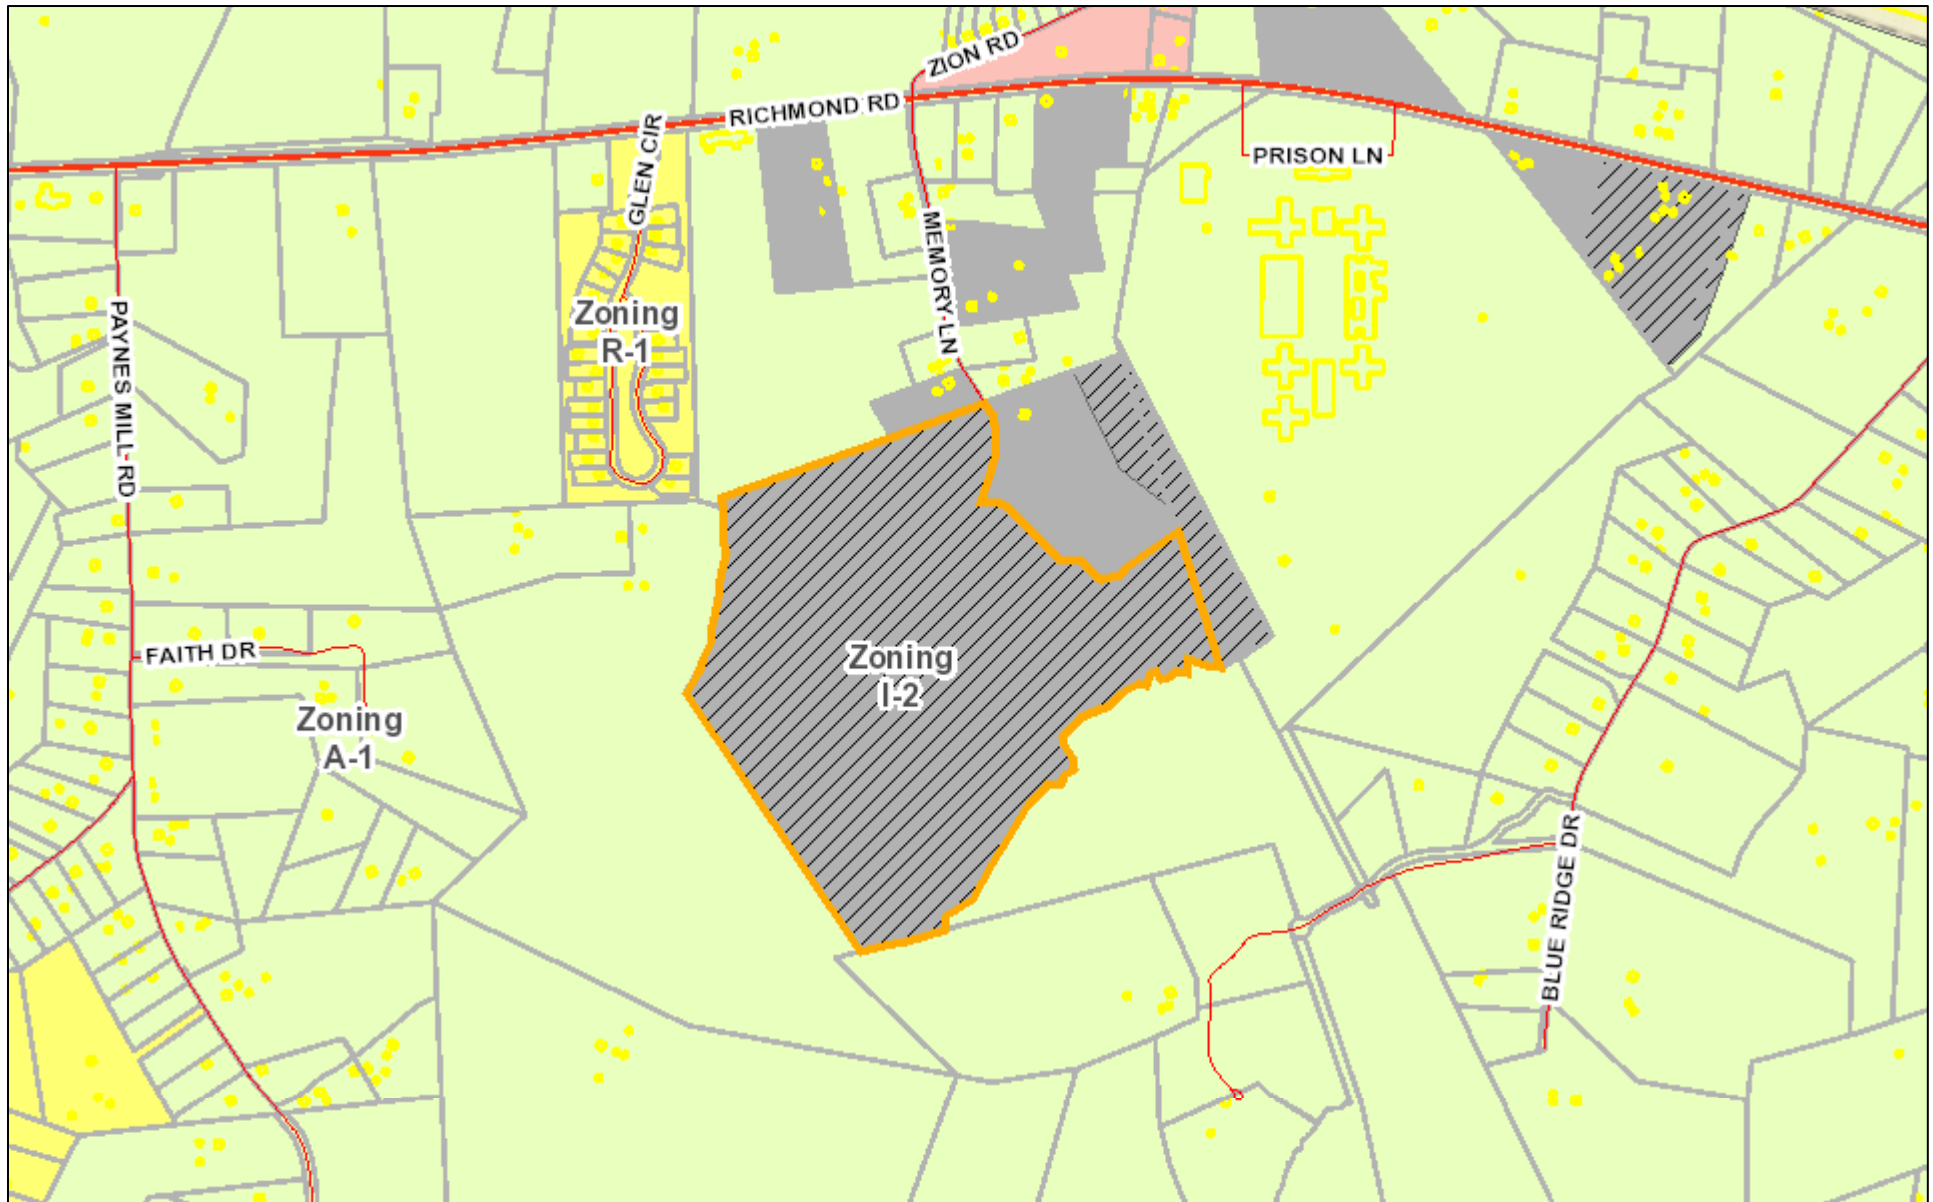 ZION RD
RICHMOND RD
GLEN CIR
PRISON LN
MEMORY LN
Zoning
R-1
PAYNES MILL RD
FAITH DR
Zoning
I-2
Zoning
A-1
BLUE RIDGE DR